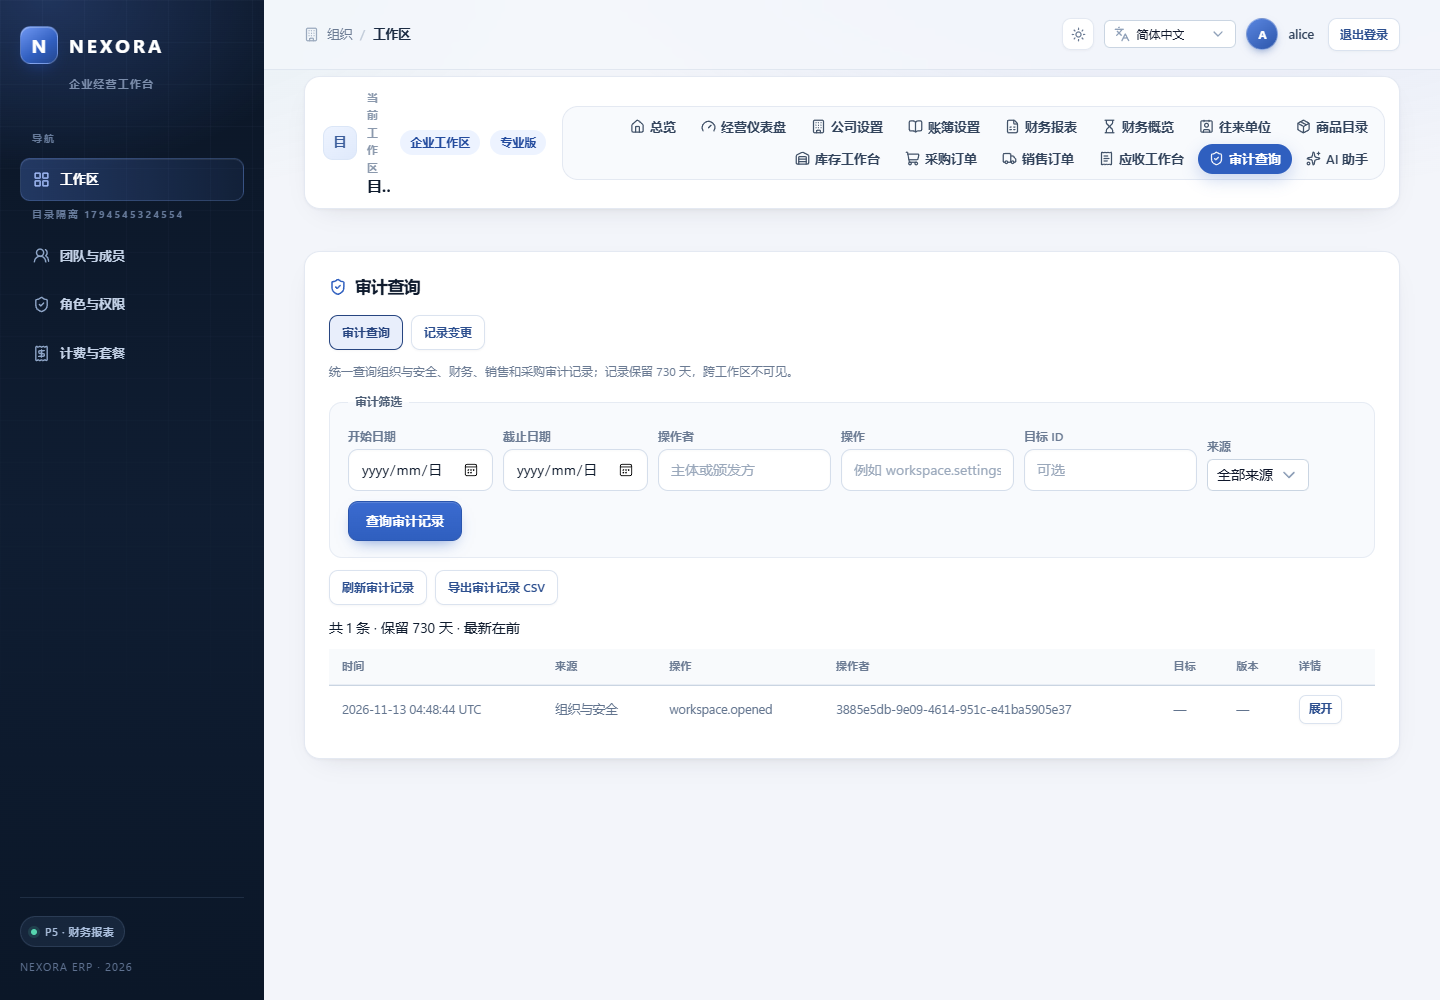 N NEXORA
企业经营工作台
导航
工作区
目录隔离 1794545324554
团队与成员
角色与权限
计费与套餐
P5 · 财务报表
NEXORA ERP · 2026
组织 / 工作区
简体中文
A alice
退出登录
目
当前工作区
目..
企业工作区 专业版
总览 经营仪表盘 公司设置 账簿设置 财务报表 财务概览 往来单位 商品目录
库存工作台 采购订单 销售订单 应收工作台 审计查询 AI 助手
审计查询
审计查询 记录变更
统一查询组织与安全、财务、销售和采购审计记录；记录保留 730 天，跨工作区不可见。
审计筛选
开始日期 截止日期 操作者 操作 目标 ID 来源
yyyy/mm/日 yyyy/mm/日 主体或颁发方 例如 workspace.settings 可选 全部来源
查询审计记录
刷新审计记录 导出审计记录 CSV
共 1 条 · 保留 730 天 · 最新在前
时间 来源 操作 操作者 目标 版本 详情
2026-11-13 04:48:44 UTC 组织与安全 workspace.opened 3885e5db-9e09-4614-951c-e41ba5905e37 — — 展开